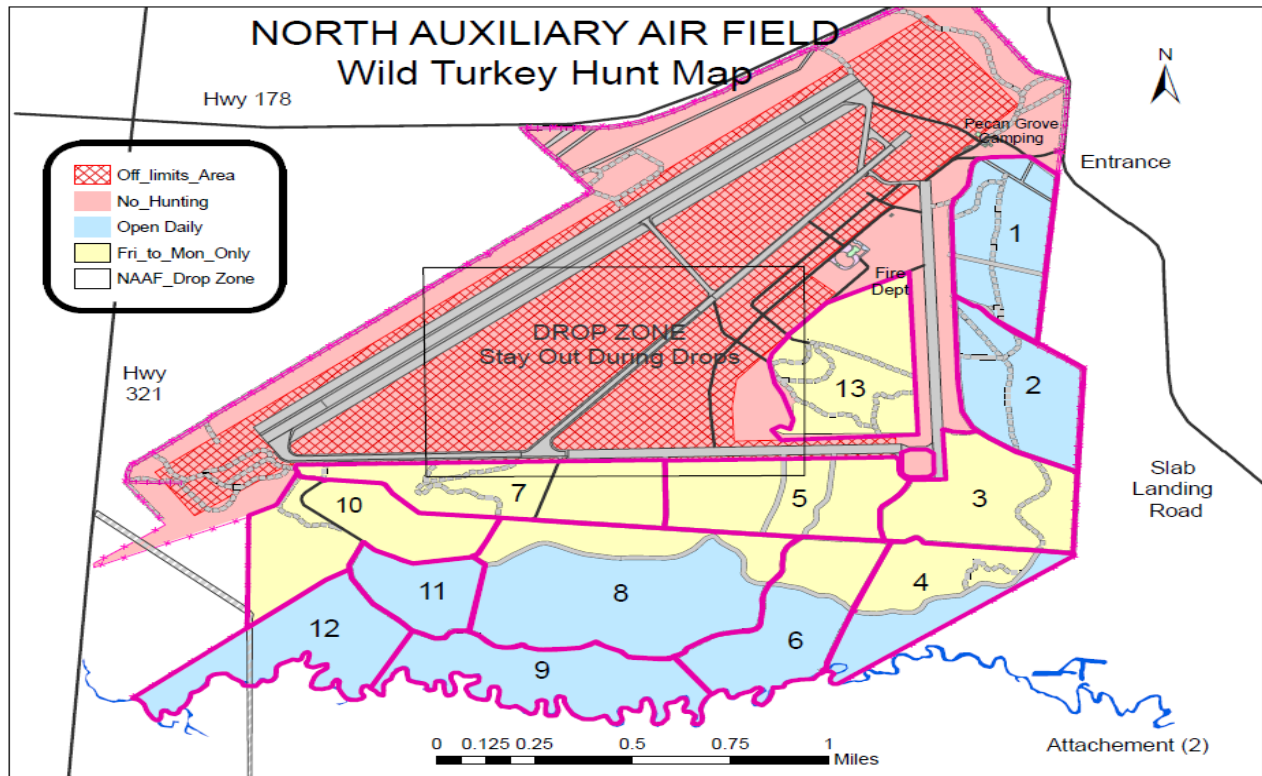 NORTH AUXILIARY AIR FIELD
Wild Turkey Hunt Map
N
Hwy 178
Pecan Grove
Camping
Entrance
Off_limits_Area
No_Hunting
Open Daily
Fri_to_Mon_Only
NAAF_Drop Zone
1
Fire
Dept
DROP ZONE
Stay Out During Drops
Hwy
321
13
2
Slab
Landing
Road
7
5
3
10
11
8
4
12
9
6
0 0.125 0.25 0.5 0.75 1
Miles
Attachement (2)